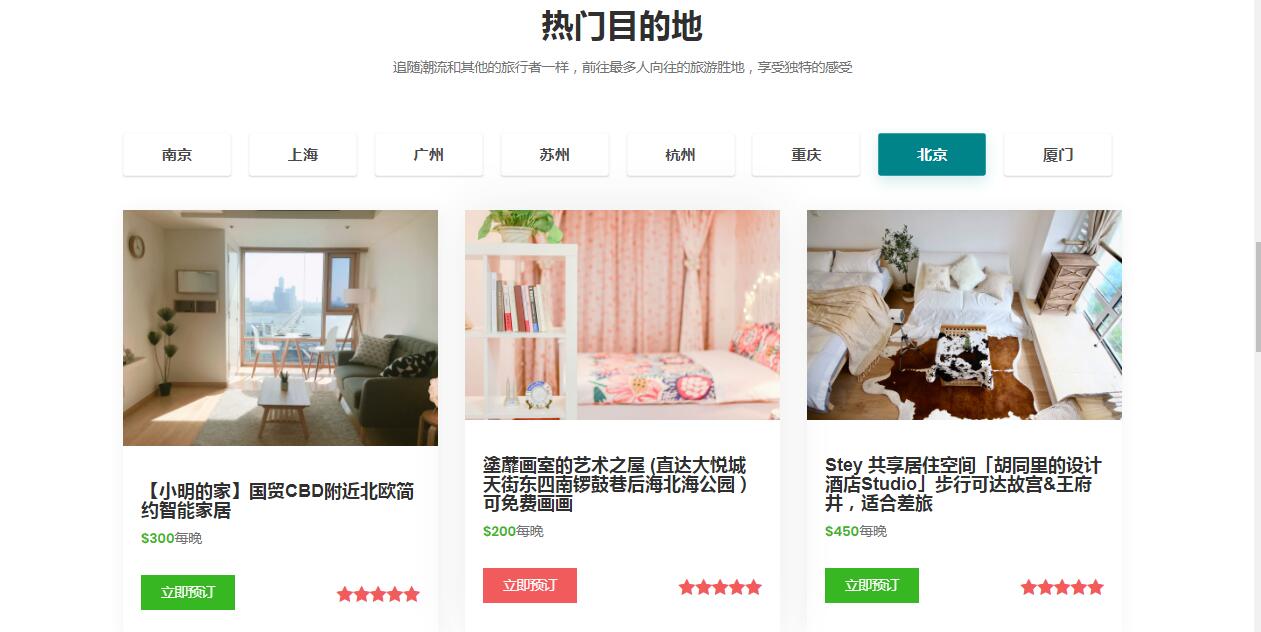 热门目的地
追随潮流和其他的旅行者一样，前往最多人向往的旅游胜地，享受独特的感受
南京
上海
广州
苏州
杭州
重庆
北京
厦门
【小明的家】国贸CBD附近北欧简
约智能家居
$300每晚
立即预订
塗蘼画室的艺术之屋 (直达大悦城
天街东四南锣鼓巷后海北海公园 ）
可免费画画
$200每晚
立即预订
Stey 共享居住空间「胡同里的设计
酒店Studio」步行可达故宫&王府
井，适合差旅
$450每晚
立即预订